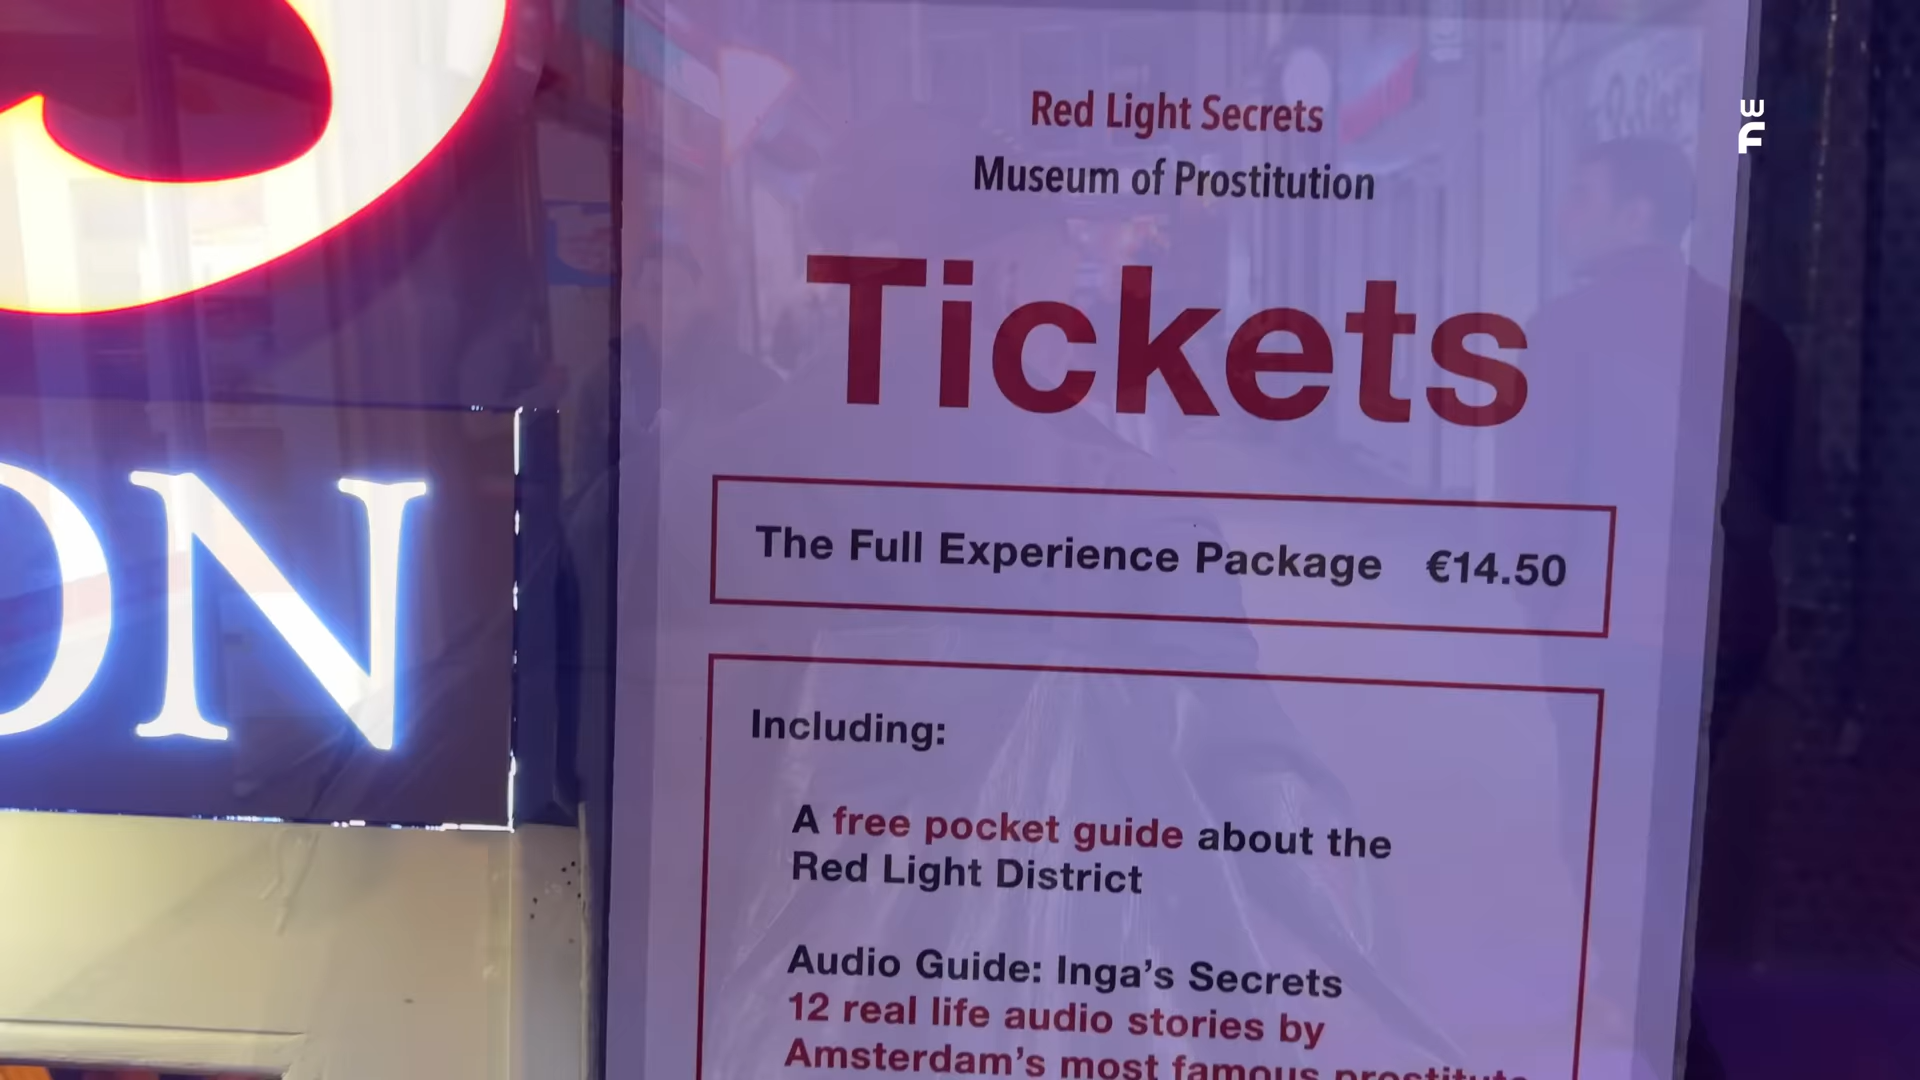 Red Light Secrets
Museum of Prostitution
Tickets
The Full Experience Package €14.50
Including:
A free pocket guide about the
Red Light District
Audio Guide: Inga’s Secrets
12 real life audio stories by
Amsterdam’s most famous
ON
W
F